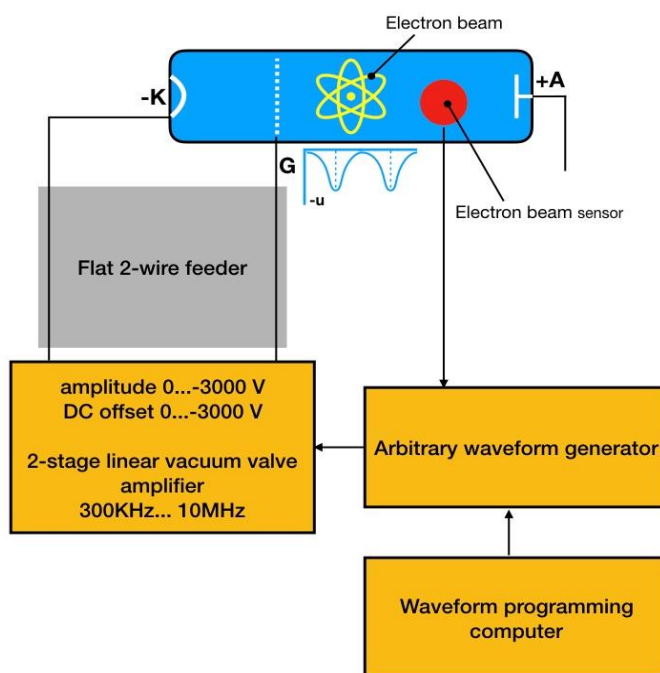 Electron beam
-K
+A
G
-u
Electron beam sensor
Flat 2-wire feeder
amplitude 0...-3000 V
DC offset 0...-3000 V
2-stage linear vacuum valve
amplifier
300KHz... 10MHz
Arbitrary waveform generator
Waveform programming
computer